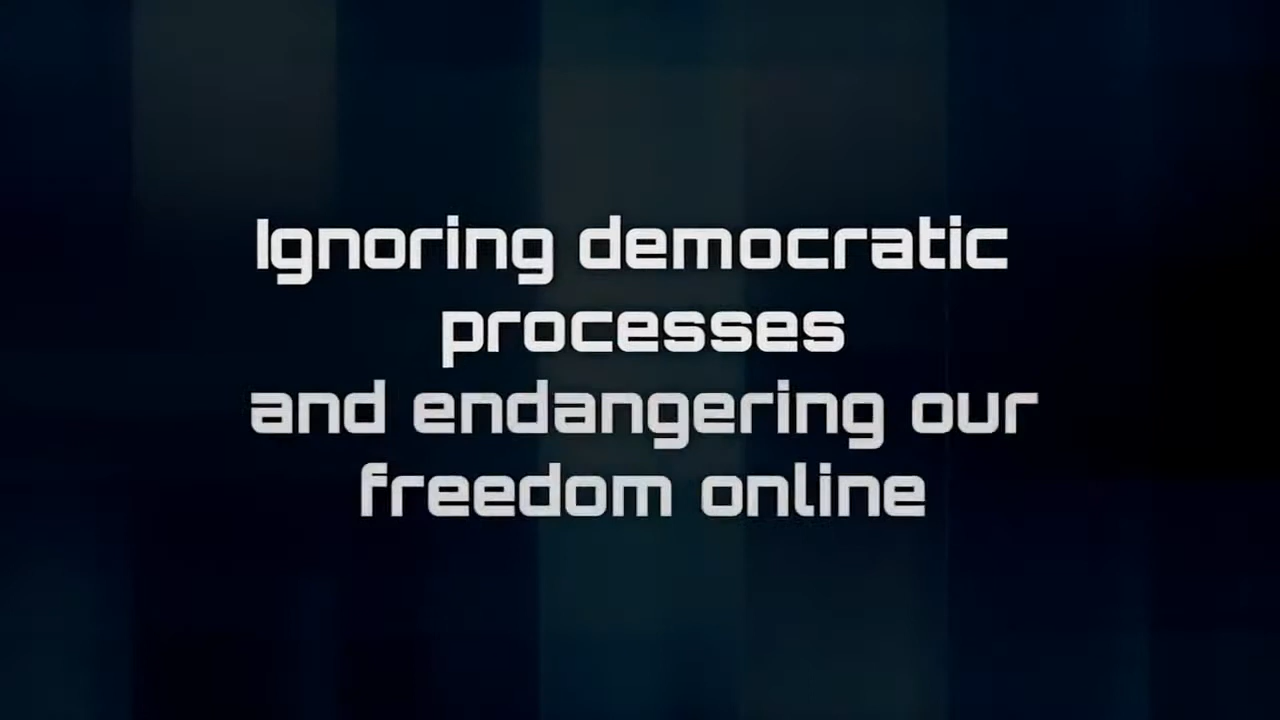 Ignoring democratic
processes
and endangering our
freedom online